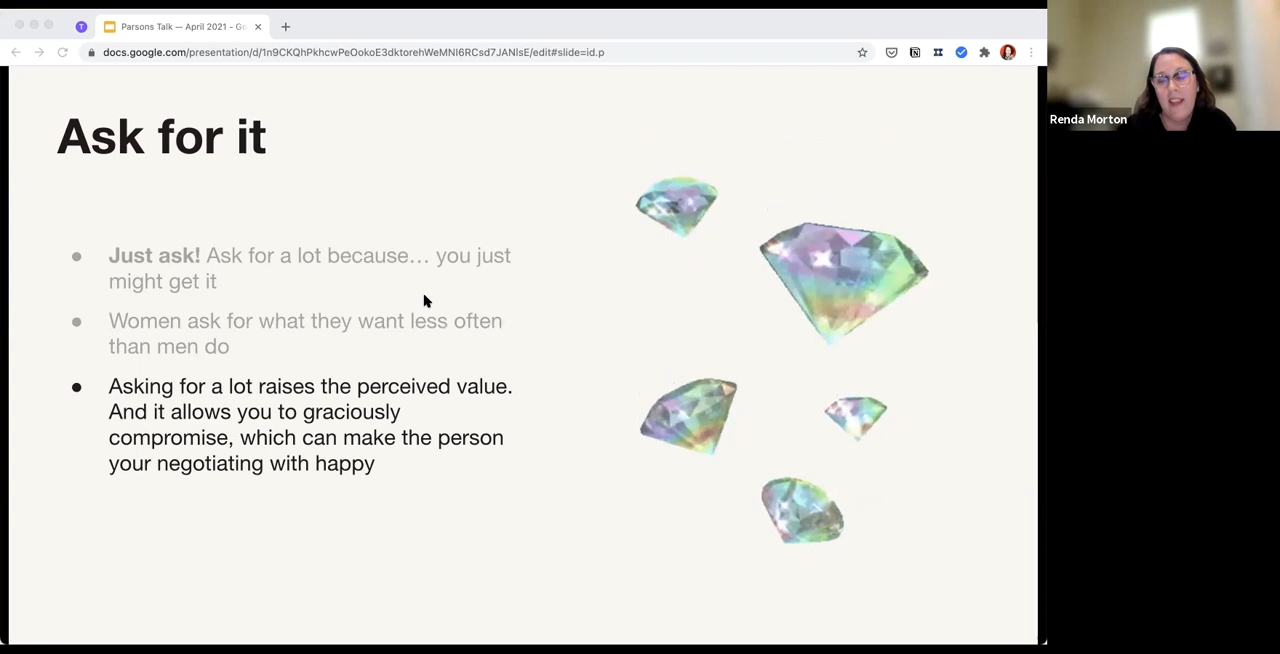 Parsons Talk — April 2021 - Go
docs.google.com/presentation/d/1n9CKQhPkhcwPeOokoE3dktorehWeMNI6RCsd7JANIsE/edit#slide=id.p
Renda Morton
Ask for it
Just ask! Ask for a lot because… you just
might get it
Women ask for what they want less often
than men do
Asking for a lot raises the perceived value.
And it allows you to graciously
compromise, which can make the person
your negotiating with happy